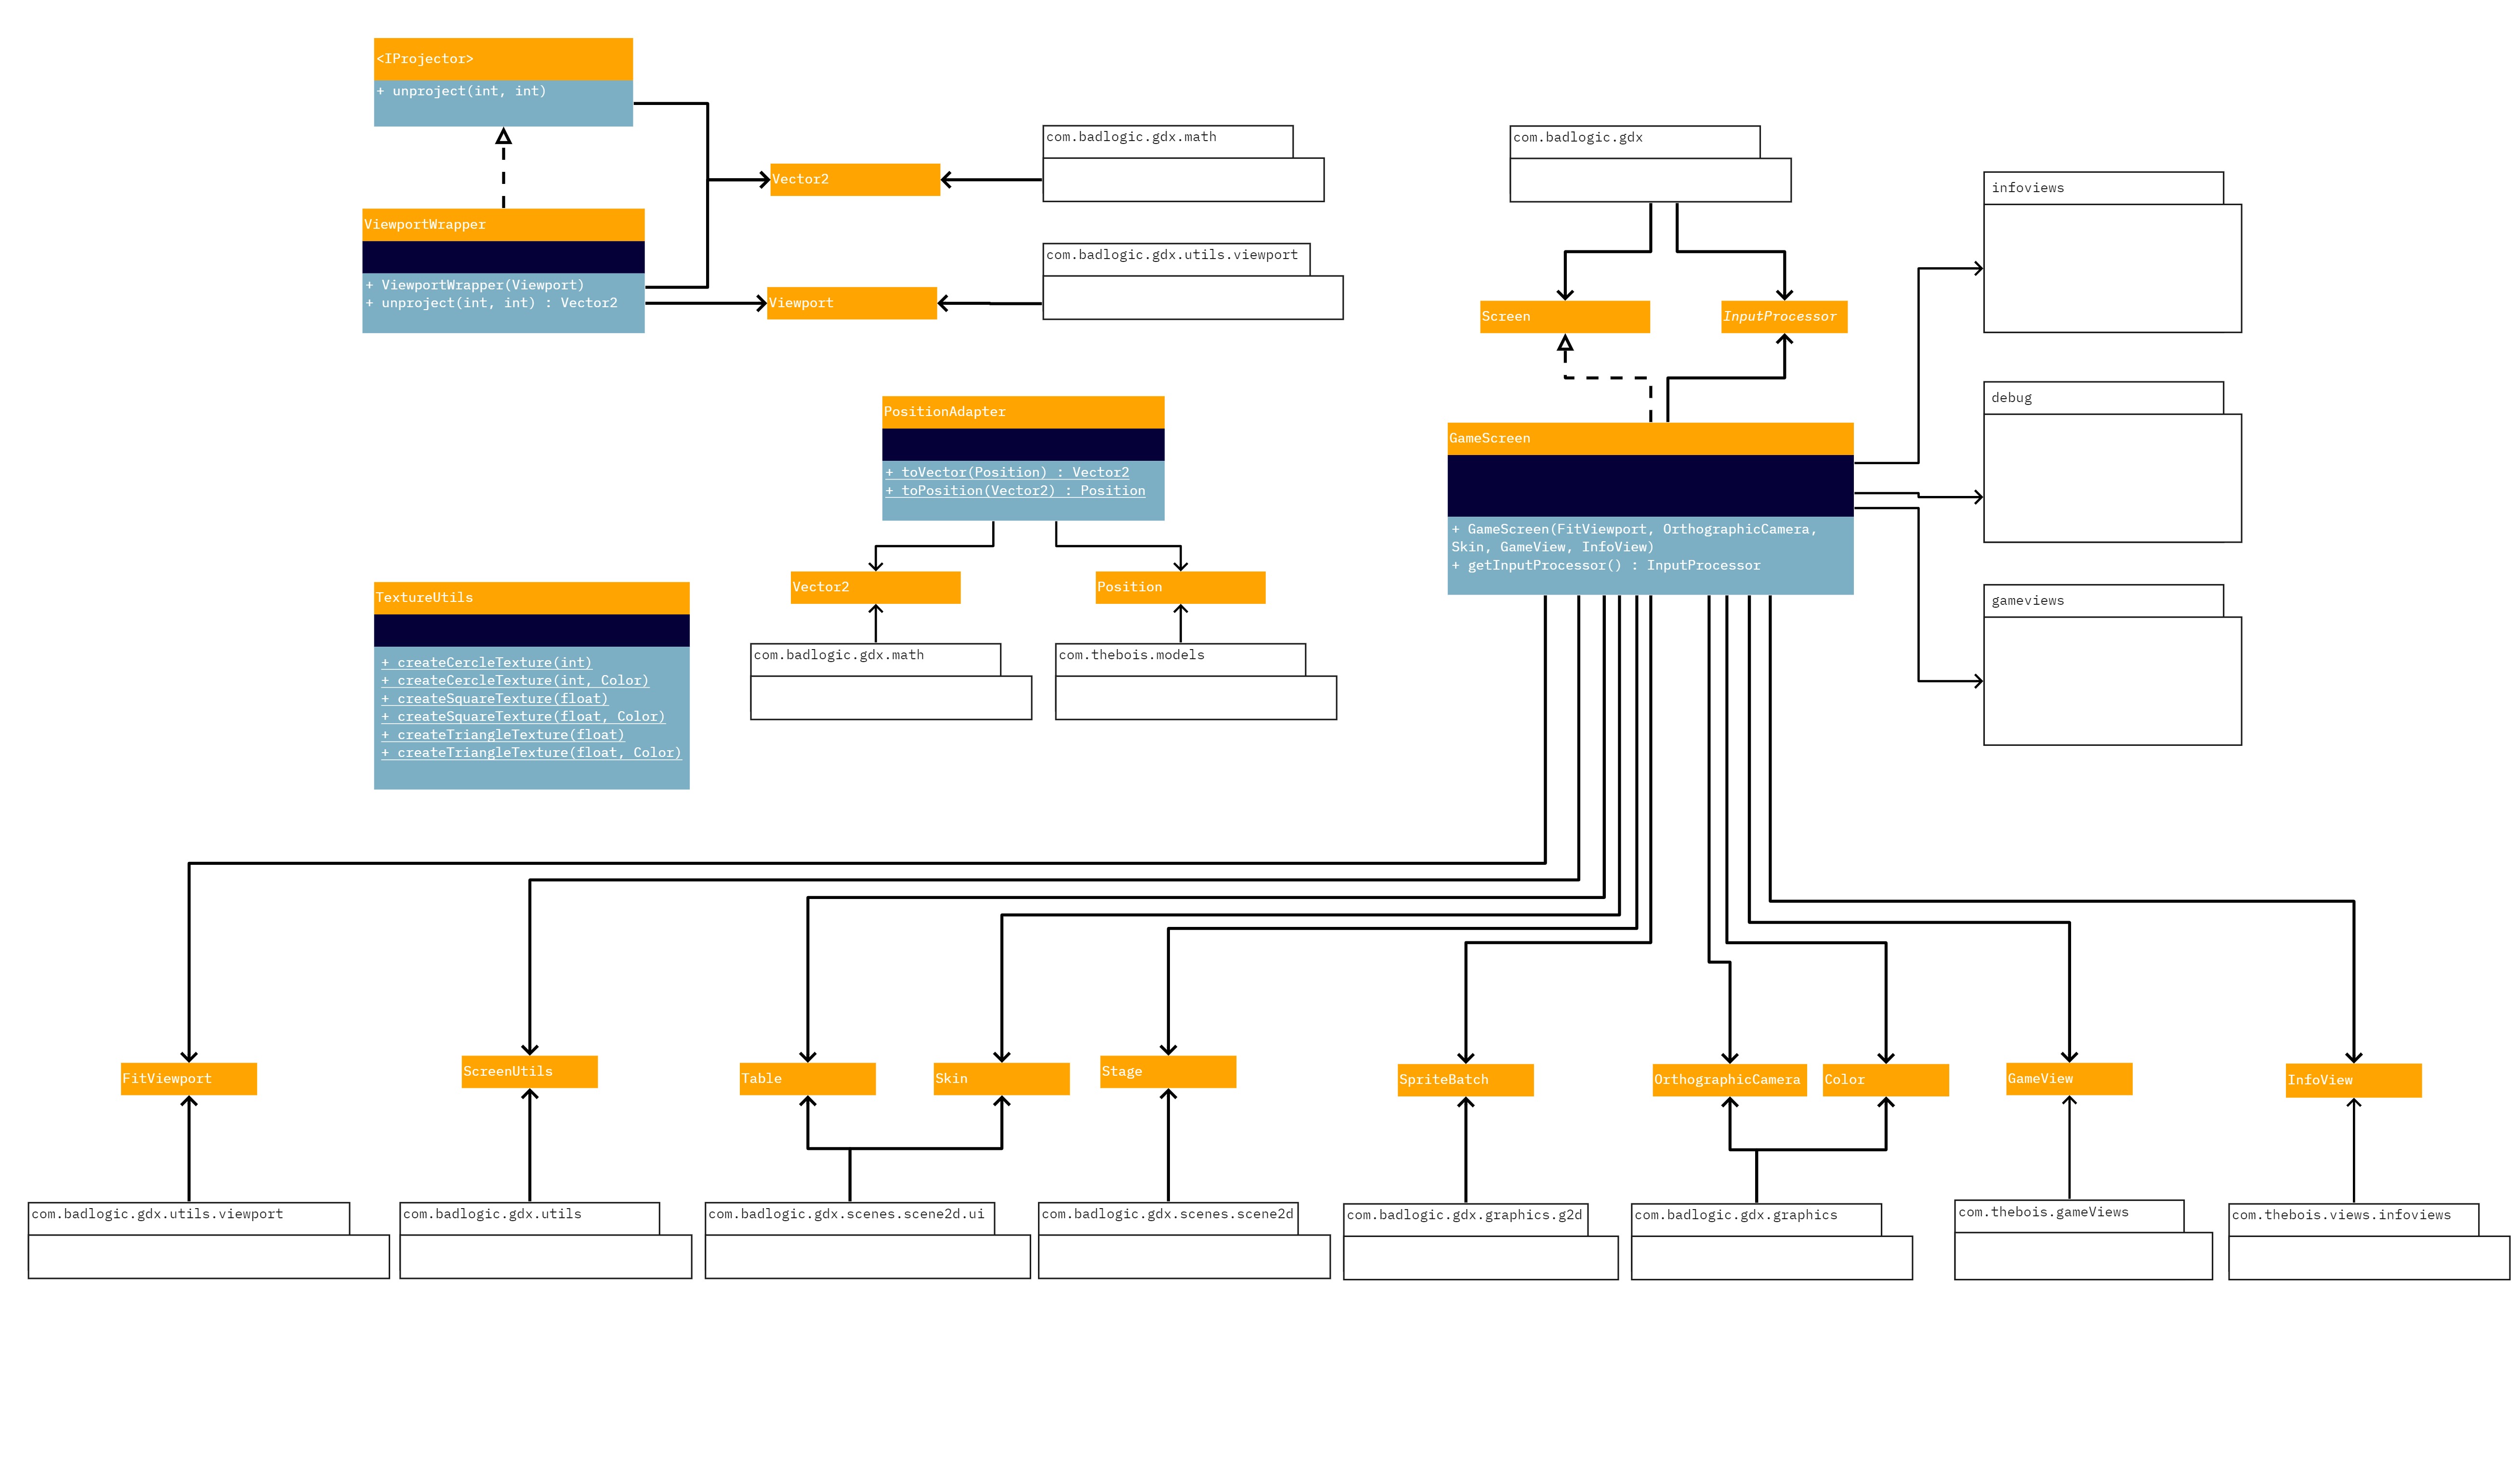 <IProjector>
+ unproject(int, int)
ViewportWrapper
+ ViewportWrapper(Viewport)
+ unproject(int, int) : Vector2
Vector2
com.badlogic.gdx.math
Viewport
com.badlogic.gdx.utils.viewport
com.badlogic.gdx
Screen
InputProcessor
infoviews
debug
gameviews
PositionAdapter
+ toVector(Position) : Vector2
+ toPosition(Vector2) : Position
Vector2
Position
com.badlogic.gdx.math
com.thebois.models
GameScreen
+ GameScreen(FitViewport, OrthographicCamera,
Skin, GameView, InfoView)
+ getInputProcessor() : InputProcessor
TextureUtils
+ createCercleTexture(int)
+ createCercleTexture(int, Color)
+ createSquareTexture(float)
+ createSquareTexture(float, Color)
+ createTriangleTexture(float)
+ createTriangleTexture(float, Color)
FitViewport
ScreenUtils
Table
Skin
Stage
SpriteBatch
OrthographicCamera
Color
GameView
InfoView
com.badlogic.gdx.utils.viewport
com.badlogic.gdx.utils
com.badlogic.gdx.scenes.scene2d.ui
com.badlogic.gdx.scenes.scene2d
com.badlogic.gdx.graphics.g2d
com.badlogic.gdx.graphics
com.thebois.gameViews
com.thebois.views.infoviews